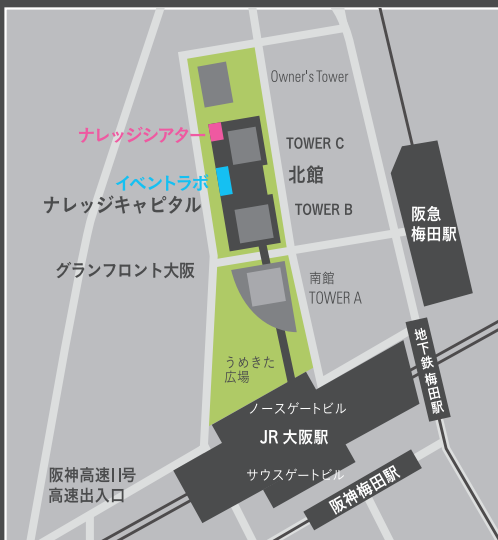 Owner's Tower
ナレッジシアター
TOWER C
イベントラボ
北館
ナレッジキャピタル
TOWER B
阪急
梅田駅
グランフロント大阪
南館
TOWER A
うめきた
広場
地下鉄 梅田駅
ノースゲートビル
JR 大阪駅
サウスゲートビル
阪神高速11号
高速出入口
阪神梅田駅